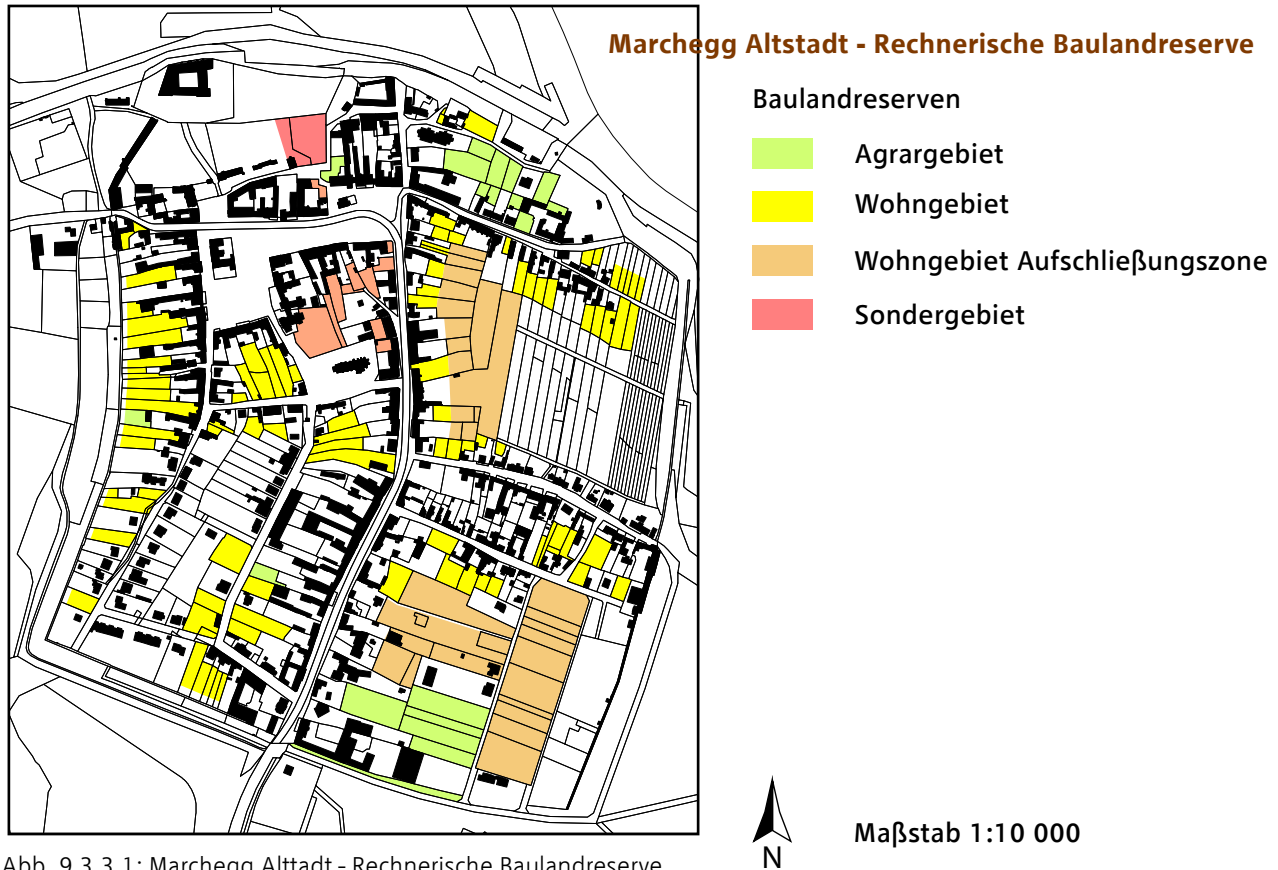 Marchegg Altstadt - Rechnerische Baulandreserve
Baulandreserven
Agrargebiet
Wohngebiet
Wohngebiet Aufschließungszone
Sondergebiet
N
Maßstab 1:10 000
Abb. 9.3.3.1: Marchegg Alttadt - Rechnerische Baulandreserve